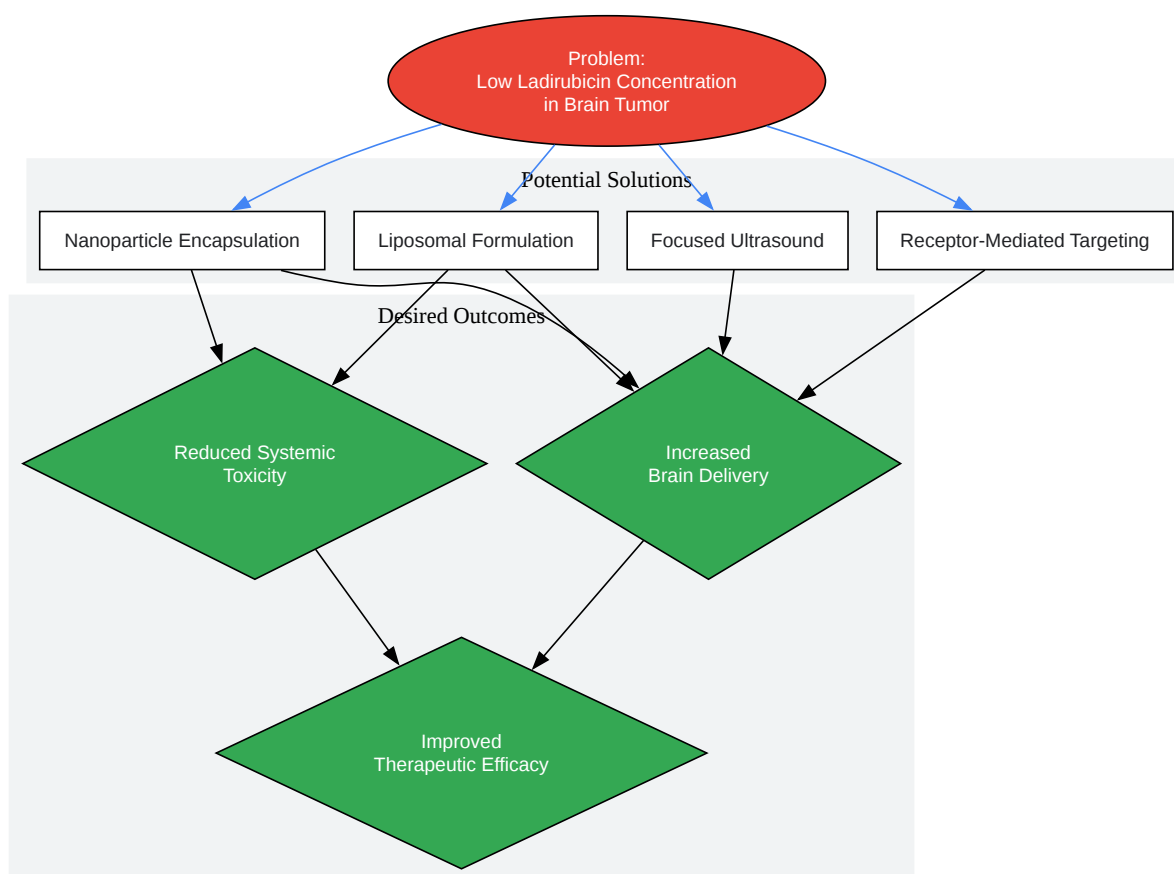 Problem:
Low Ladirubicin Concentration
in Brain Tumor
Potential Solutions
Nanoparticle Encapsulation
Liposomal Formulation
Focused Ultrasound
Receptor-Mediated Targeting
Desired Outcomes
Reduced Systemic
Toxicity
Increased
Brain Delivery
Improved
Therapeutic Efficacy